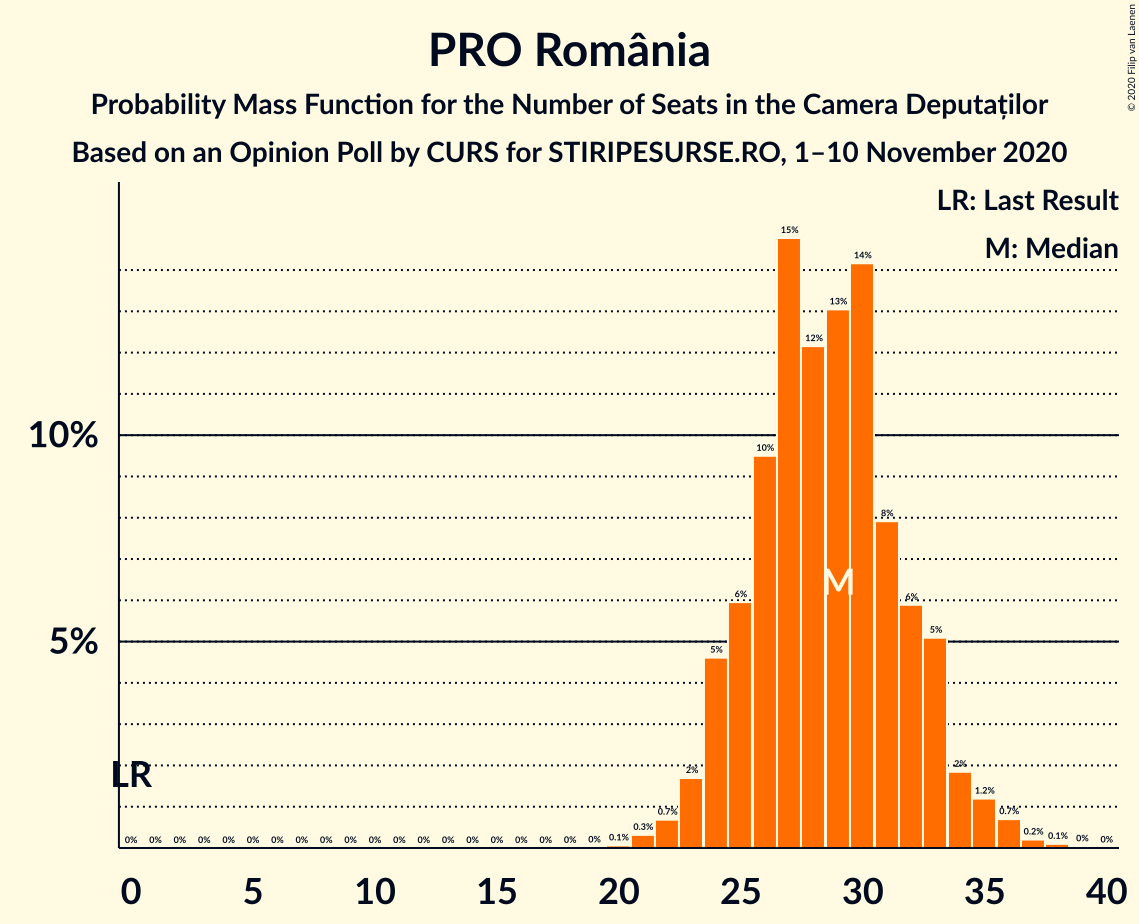 © 2020 Filip van Laenen
PRO România
Probability Mass Function for the Number of Seats in the Camera Deputaților
Based on an Opinion Poll by CURS for STIRIPESURSE.RO, 1–10 November 2020
LR: Last Result
M: Median
15%
14%
13%
12%
10%
10%
8%
M
6%
6%
5%
5%
5%
LR
2%
2%
1.2%
0.7%
0.7%
0.3%
0.2%
0.1%
0.1%
0% 0% 0% 0% 0% 0% 0% 0% 0% 0% 0% 0% 0% 0% 0% 0% 0% 0% 0% 0% 0% 0%
0 5 10 15 20 25 30 35 40